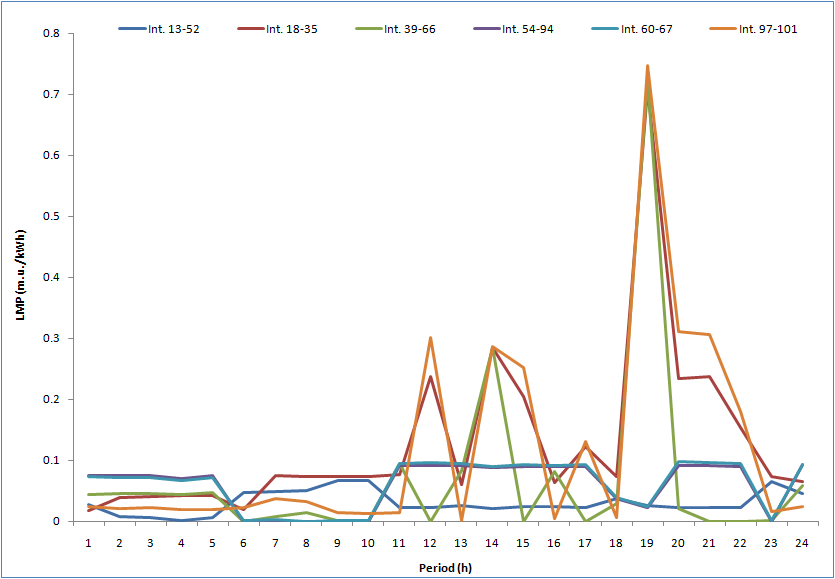 Int. 13-52 Int. 18-35 Int. 39-66 Int. 54-94 Int. 60-67 Int. 97-101
0.8
0.7
0.6
0.5
0.4
0.3
0.2
0.1
0
LMP (m.u./kWh)
1 2 3 4 5 6 7 8 9 10 11 12 13 14 15 16 17 18 19 20 21 22 23 24
Period (h)